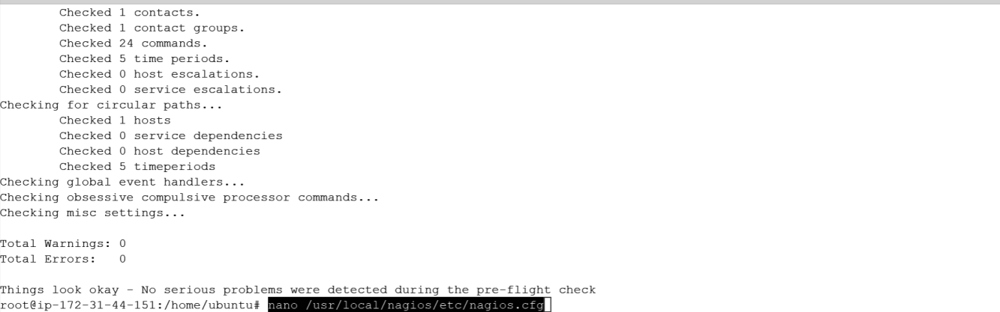 Checked 1 contacts.
Checked 1 contact groups.
Checked 24 commands.
Checked 5 time periods.
Checked 0 host escalations.
Checked 0 service escalations.
Checking for circular paths...
Checked 1 hosts
Checked 0 service dependencies
Checked 0 host dependencies
Checked 5 timeperiods
Checking global event handlers...
Checking obsessive compulsive processor commands...
Checking misc settings...
Total Warnings: 0
Total Errors:   0
Things look okay - No serious problems were detected during the pre-flight check
root@ip-172-31-44-151:/home/ubuntu# nano /usr/local/nagios/etc/nagios.cfg